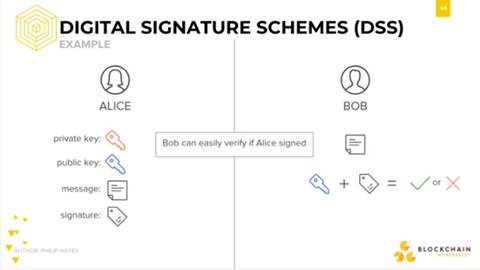 DIGITAL SIGNATURE SCHEMES (DSS)
EXAMPLE
ALICE
BOB
private key:
public key:
message:
signature:
Bob can easily verify if Alice signed
+ =
or
AUTHOR: PHILIP HAYES
BLOCKCHAIN
AT BERKELEY